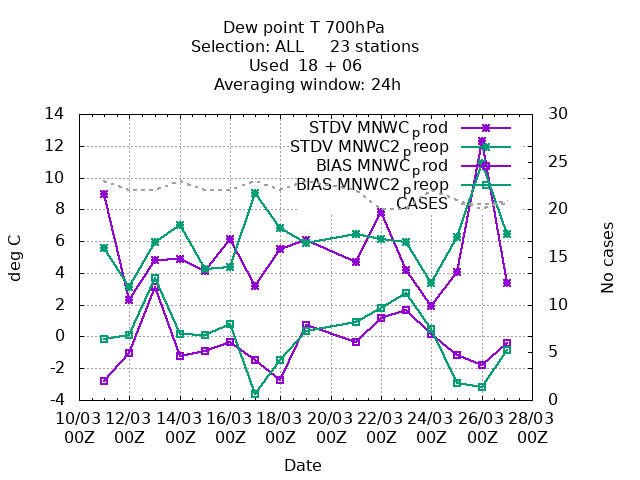 Dew point T 700hPa
Selection: ALL 23 stations
Used 18 + 06
Averaging window: 24h
14 30
STDV MNWC_prod
STDV MNWC2_preop
BIAS MNWC_prod
BIAS MNWC2_preop
CASES
12
10
8
6
4
2
0
-2
-4
25
20
15
10
5
0
deg C
No cases
10/03 12/03 14/03 16/03 18/03 20/03 22/03 24/03 26/03 28/03
00Z 00Z 00Z 00Z 00Z 00Z 00Z 00Z 00Z 00Z
Date